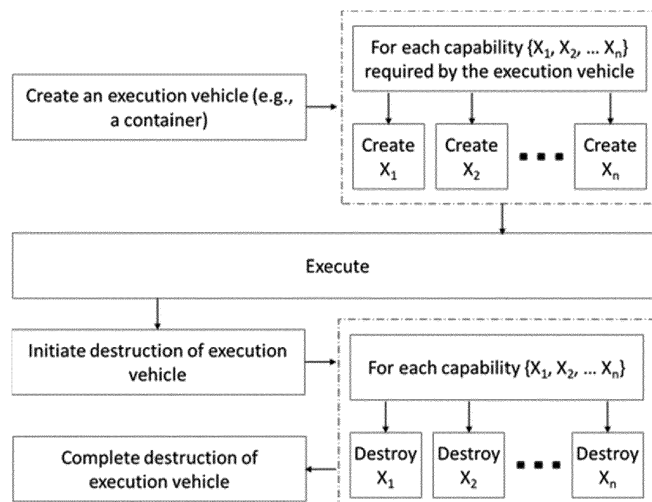 Create an execution vehicle (e.g.,
a container)
For each capability {X₁, X₂, ... Xₙ}
required by the execution vehicle
Create
X₁
Create
X₂
Create
Xₙ
Execute
Initiate destruction of execution
vehicle
For each capability {X₁, X₂, ... Xₙ}
Destroy
X₁
Destroy
X₂
Destroy
Xₙ
Complete destruction of
execution vehicle